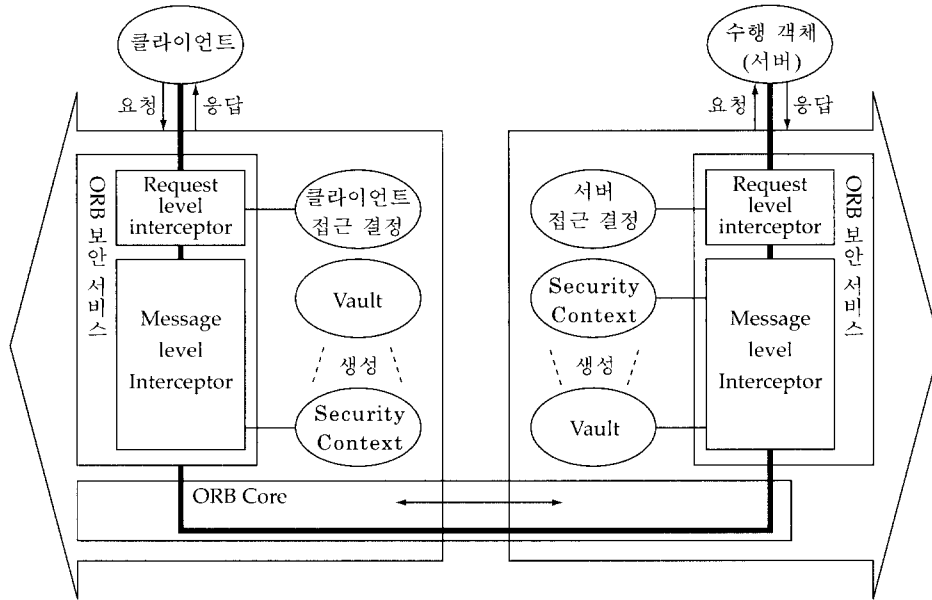 클라이언트
수행 객체
(서버)
요청
응답
요청
응답
ORB 보안 서비스
Request
level
interceptor
클라이언트
접근 결정
서버
접근 결정
Request
level
interceptor
ORB 보안 서비스
Message
level
Interceptor
Vault
생성
Security
Context
Security
Context
생성
Vault
Message
level
Interceptor
ORB Core